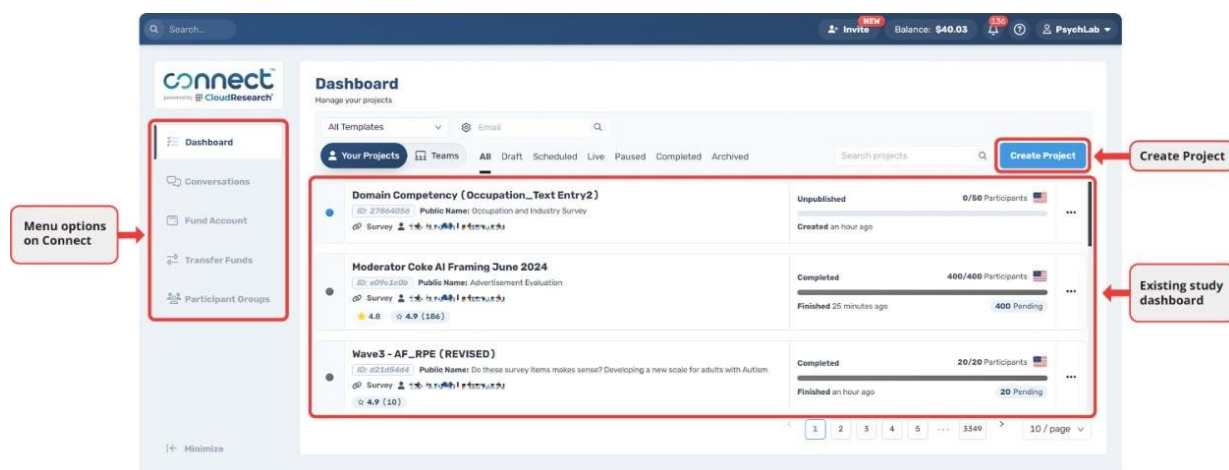 Search...
Invite
NEW
Balance: $40.03
136
PsychLab
connect™
powered by CloudResearch®
Dashboard
Conversations
Fund Account
Transfer Funds
Participant Groups
Minimize
Menu options
on Connect
Dashboard
Manage your projects
All Templates
Email
Your Projects
Teams
All Draft Scheduled Live Paused Completed Archived
Search projects
Create Project
Create Project
Domain Competency (Occupation_Text Entry2)
ID: 27864056 Public Name: Occupation and Industry Survey
Survey
Unpublished
0/50 Participants
Created an hour ago
Moderator Coke AI Framing June 2024
ID: e09c1c0b Public Name: Advertisement Evaluation
Survey
4.8 4.9 (186)
Completed
400/400 Participants
Finished 25 minutes ago
400 Pending
Existing study
dashboard
Wave3 - AF_RPE (REVISED)
ID: d21d54d4 Public Name: Do these survey items makes sense? Developing a new scale for adults with Autism
Survey
4.9 (10)
Completed
20/20 Participants
Finished an hour ago
20 Pending
< 1 2 3 4 5 ... 3349 >
10 / page